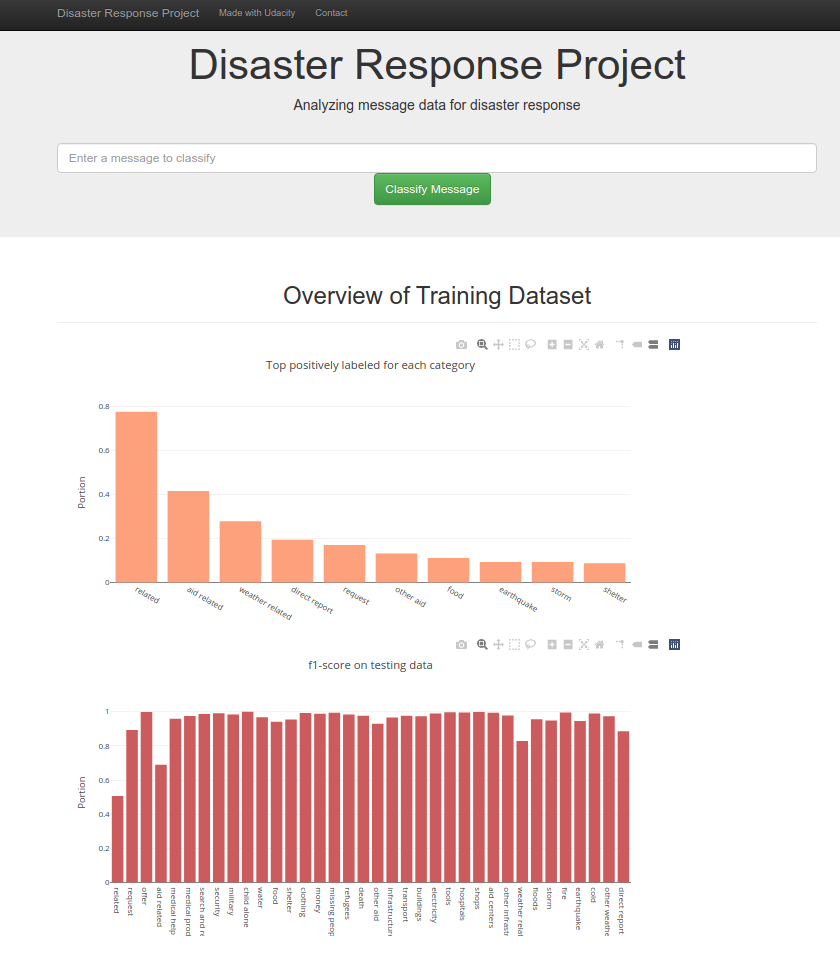 Disaster Response Project Made with Udacity Contact
Disaster Response Project
Analyzing message data for disaster response
Enter a message to classify
Classify Message
Overview of Training Dataset
Top positively labeled for each category
0.8
0.6
0.4
0.2
0
Portion
related aid related weather related direct report request other aid food earthquake storm shelter
f1-score on testing data
1
0.8
0.6
0.4
0.2
0
Portion
related request offer aid related medical help medical prod search and re security military child alone water food shelter clothing money missing peop refugees death other aid infrastructur transport buildings electricity tools hospitals shops aid centers other infrastr weather relat floods storm fire earthquake cold other weathe direct report